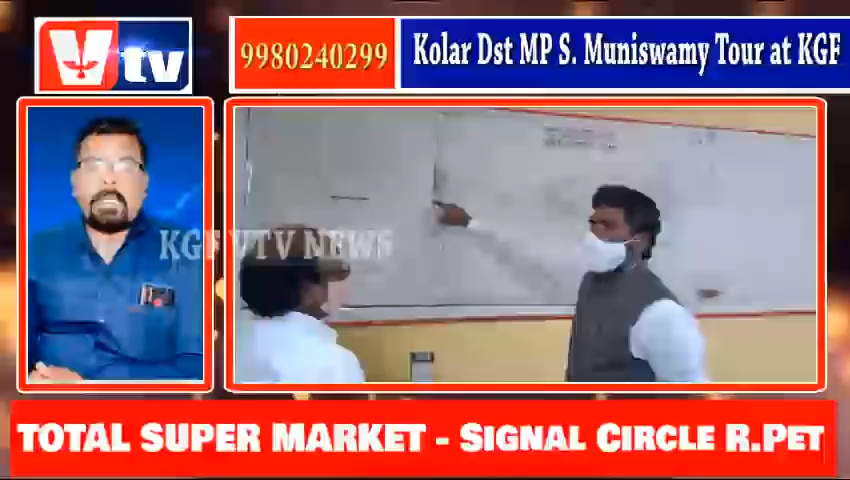 Vtv
9980240299
Kolar Dst MP S. Muniswamy Tour at KGF
KGF VTV NEWS
TOTAL SUPER MARKET - SIGNAL CIRCLE R.PET